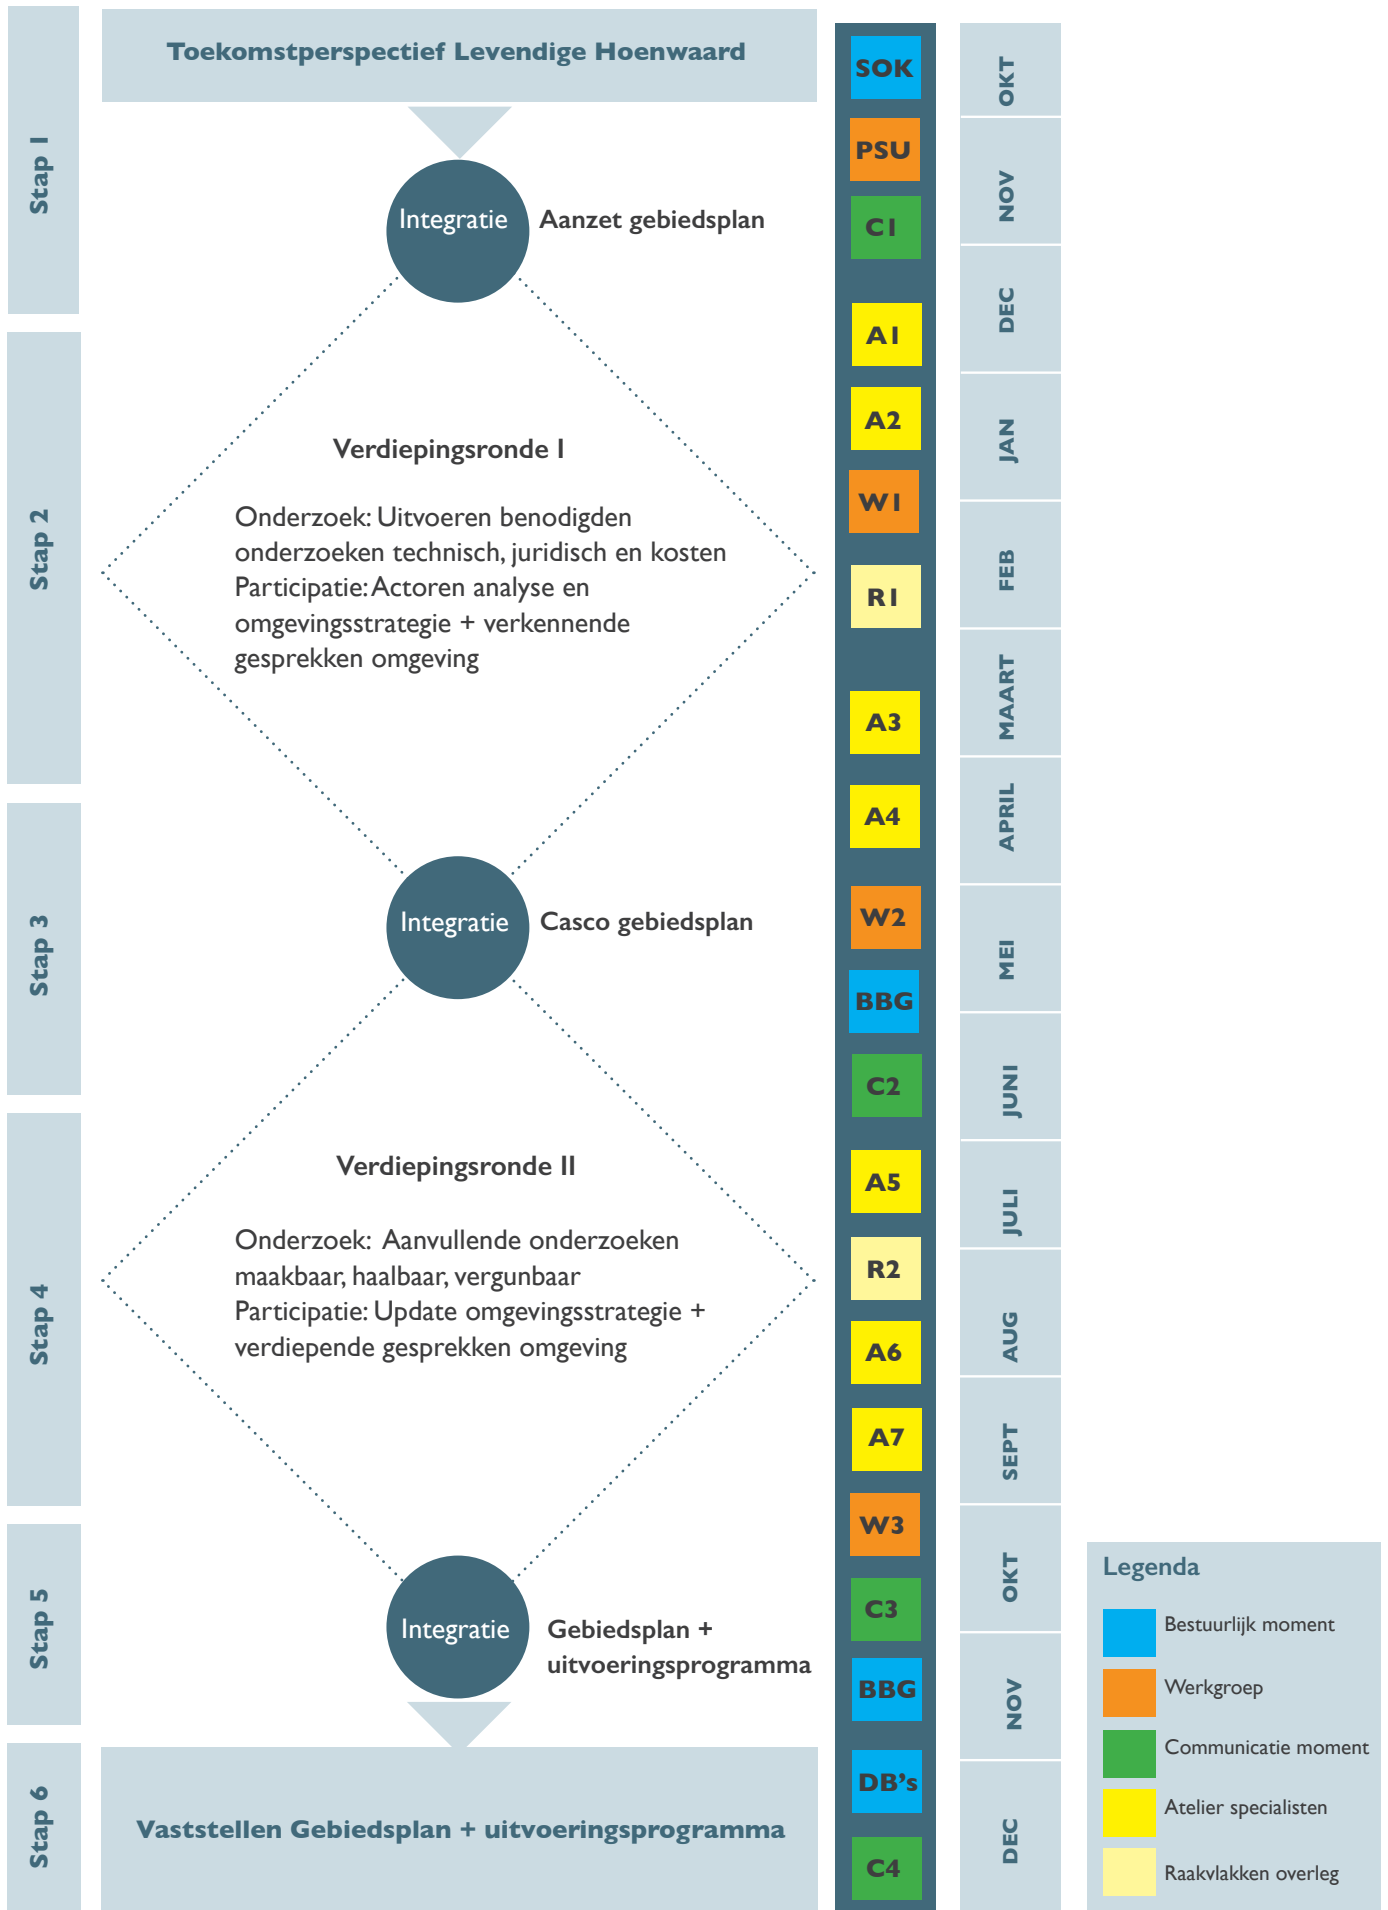 Toekomstperspectief Levendige Hoenwaard
Stap 1
Integratie
Aanzet gebiedsplan
Stap 2
Verdiepingsronde I
Onderzoek: Uitvoeren benodigden
onderzoeken technisch, juridisch en kosten
Participatie: Actoren analyse en
omgevingsstrategie + verkennende
gesprekken omgeving
Stap 3
Integratie
Casco gebiedsplan
Stap 4
Verdiepingsronde II
Onderzoek: Aanvullende onderzoeken
maakbaar, haalbaar, vergunbaar
Participatie: Update omgevingsstrategie +
verdiepende gesprekken omgeving
Stap 5
Integratie
Gebiedsplan +
uitvoeringsprogramma
Stap 6
Vaststellen Gebiedsplan + uitvoeringsprogramma
SOK
PSU
C1
A1
A2
W1
R1
A3
A4
W2
BBG
C2
A5
R2
A6
A7
W3
C3
BBG
DB's
C4
OKT
NOV
DEC
JAN
FEB
MAART
APRIL
MEI
JUNI
JULI
AUG
SEPT
OKT
NOV
DEC
Legenda
Bestuurlijk moment
Werkgroep
Communicatie moment
Atelier specialisten
Raakvlakken overleg